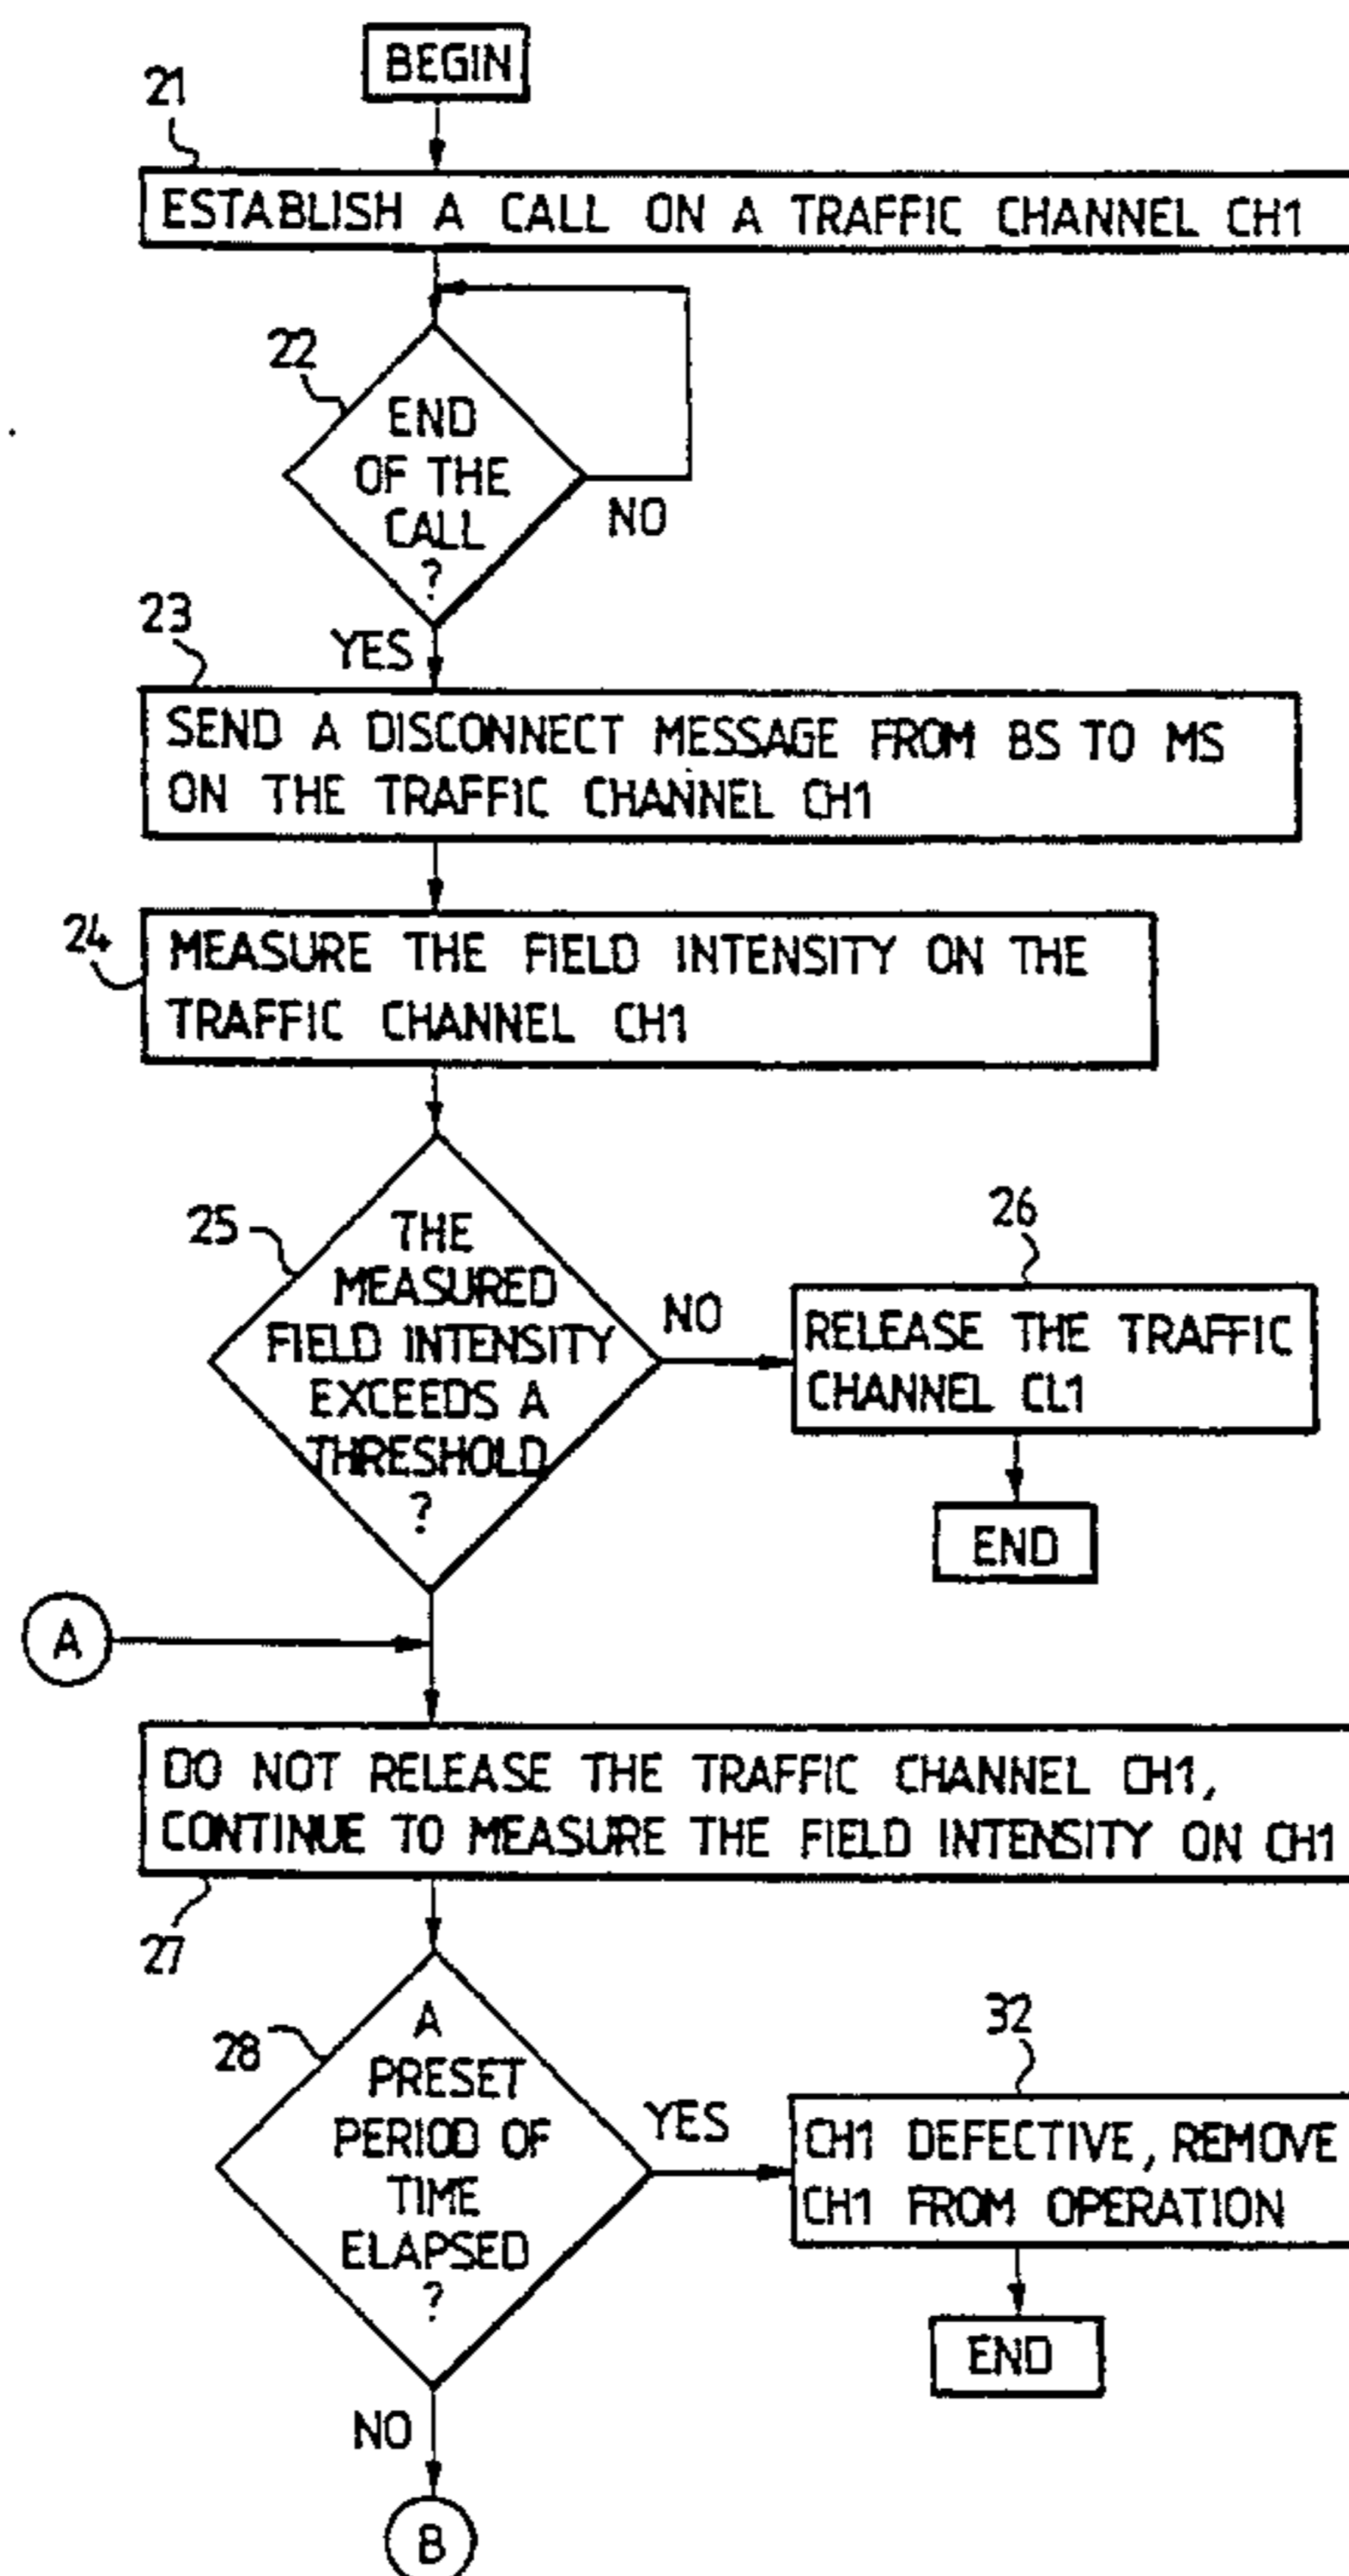 BEGIN
21
ESTABLISH A CALL ON A TRAFFIC CHANNEL CH1
22
END
OF THE
CALL
?
NO
YES
23
SEND A DISCONNECT MESSAGE FROM BS TO MS
ON THE TRAFFIC CHANNEL CH1
24
MEASURE THE FIELD INTENSITY ON THE
TRAFFIC CHANNEL CH1
25
THE
MEASURED
FIELD INTENSITY
EXCEEDS A
THRESHOLD
?
NO
26
RELEASE THE TRAFFIC
CHANNEL CL1
END
A
DO NOT RELEASE THE TRAFFIC CHANNEL CH1,
CONTINUE TO MEASURE THE FIELD INTENSITY ON CH1
27
28
A
PRESET
PERIOD OF
TIME
ELAPSED
?
YES
32
CH1 DEFECTIVE, REMOVE
CH1 FROM OPERATION
END
NO
B